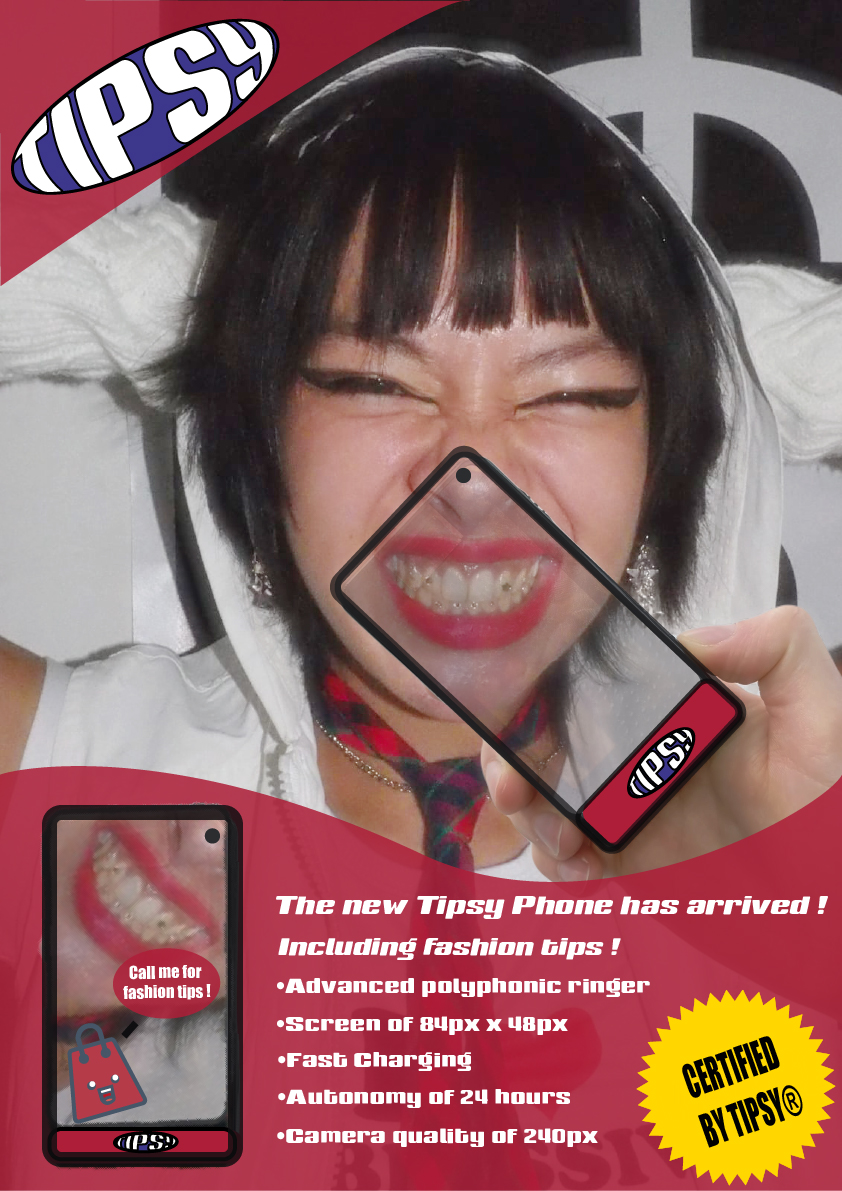 TIPSY
TIPSY
The new Tipsy Phone has arrived !
Including fashion tips !
•Advanced polyphonic ringer
•Screen of 84px x 48px
•Fast Charging
•Autonomy of 24 hours
•Camera quality of 240px
Call me for
fashion tips !
TIPSY
CERTIFIED
BY TIPSY®